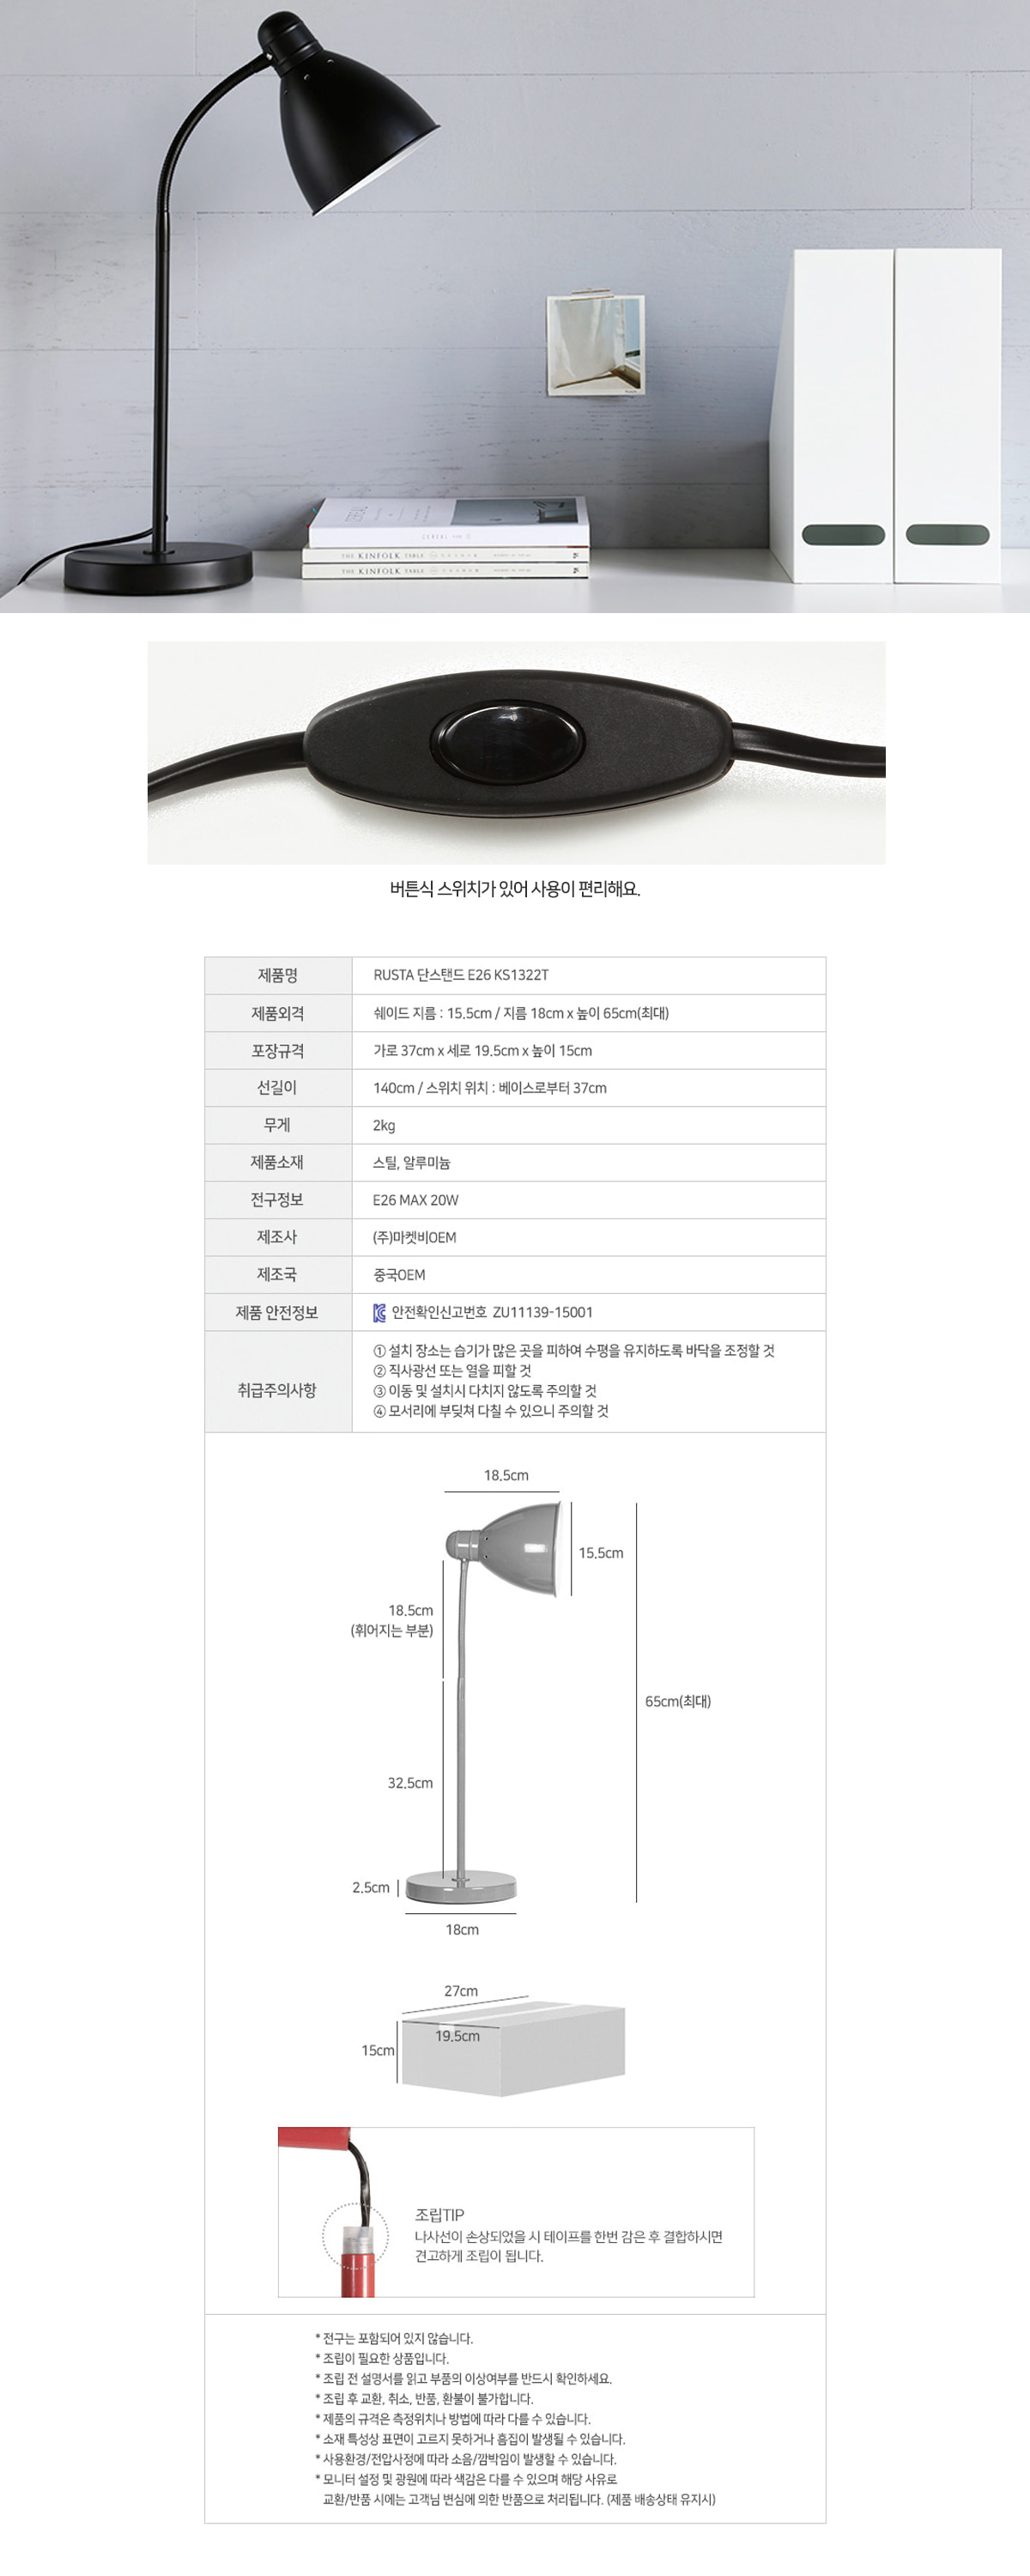 CEREAL
THE KINFOLK TABLE
THE KINFOLK TABLE
버튼식 스위치가 있어 사용이 편리해요.
제품명 RUSTA 단스탠드 E26 KS1322T
제품외격 쉐이드 지름 : 15.5cm / 지름 18cm x 높이 65cm(최대)
포장규격 가로 37cm x 세로 19.5cm x 높이 15cm
선길이 140cm / 스위치 위치 : 베이스로부터 37cm
무게 2kg
제품소재 스틸, 알루미늄
전구정보 E26 MAX 20W
제조사 (주)마켓비OEM
제조국 중국OEM
제품 안전정보 안전확인신고번호 ZU11139-15001
취급주의사항
① 설치 장소는 습기가 많은 곳을 피하여 수평을 유지하도록 바닥을 조정할 것
② 직사광선 또는 열을 피할 것
③ 이동 및 설치시 다치지 않도록 주의할 것
④ 모서리에 부딪쳐 다칠 수 있으니 주의할 것
18.5cm
15.5cm
18.5cm
(휘어지는 부분)
65cm(최대)
32.5cm
2.5cm
18cm
27cm
19.5cm
15cm
조립TIP
나사선이 손상되었을 시 테이프를 한번 감은 후 결합하시면
견고하게 조립이 됩니다.
* 전구는 포함되어 있지 않습니다.
* 조립이 필요한 상품입니다.
* 조립 전 설명서를 읽고 부품의 이상여부를 반드시 확인하세요.
* 조립 후 교환, 취소, 반품, 환불이 불가합니다.
* 제품의 규격은 측정위치나 방법에 따라 다를 수 있습니다.
* 소재 특성상 표면이 고르지 못하거나 흠집이 발생될 수 있습니다.
* 사용환경/전압사정에 따라 소음/깜박임이 발생할 수 있습니다.
* 모니터 설정 및 광원에 따라 색감은 다를 수 있으며 해당 사유로
교환/반품 시에는 고객님 변심에 의한 반품으로 처리됩니다. (제품 배송상태 유지시)